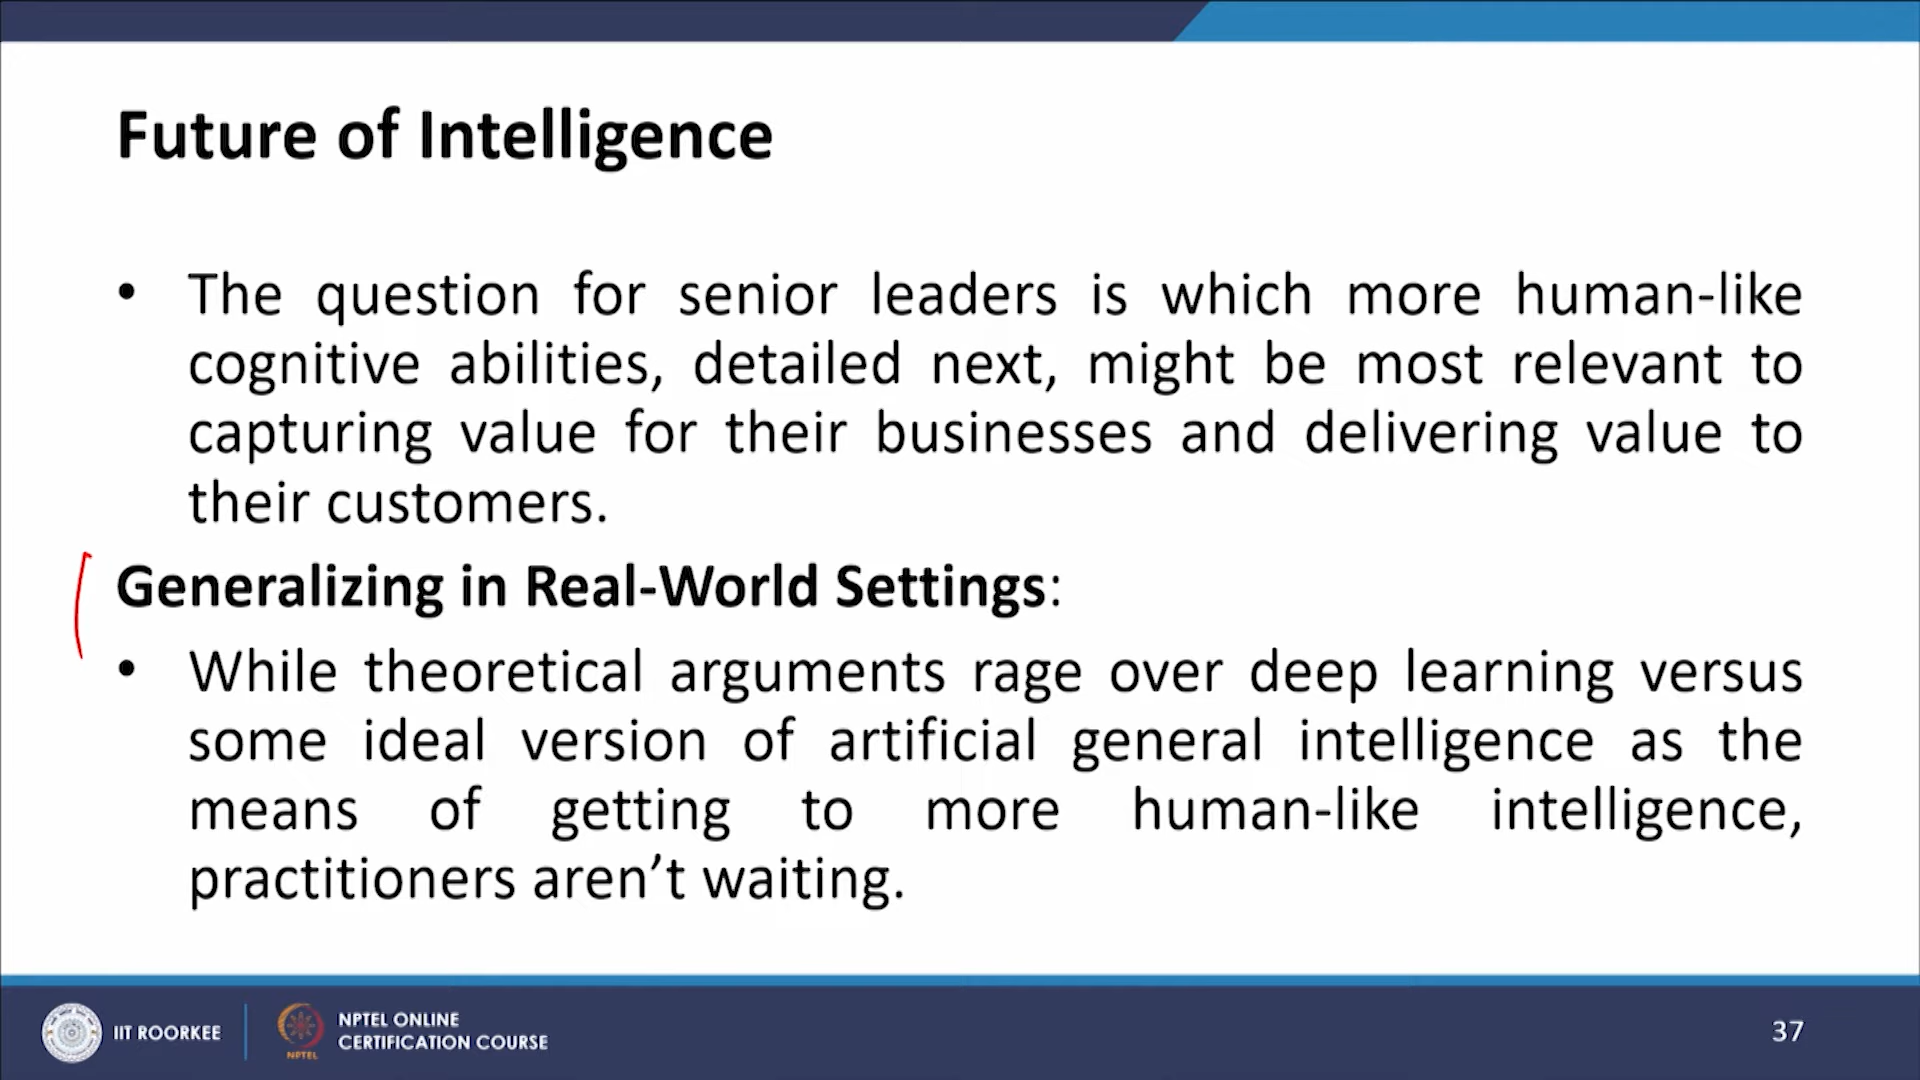 Future of Intelligence
• The question for senior leaders is which more human-like
cognitive abilities, detailed next, might be most relevant to
capturing value for their businesses and delivering value to
their customers.
Generalizing in Real-World Settings:
• While theoretical arguments rage over deep learning versus
some ideal version of artificial general intelligence as the
means of getting to more human-like intelligence,
practitioners aren’t waiting.
IIT ROORKEE
NPTEL
NPTEL ONLINE
CERTIFICATION COURSE
37